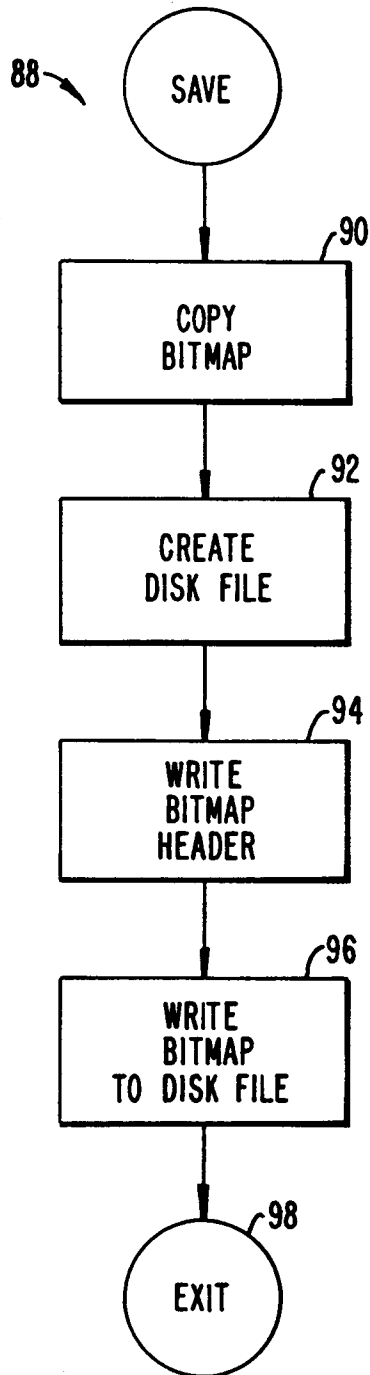 88
SAVE
90
COPY
BITMAP
92
CREATE
DISK FILE
94
WRITE
BITMAP
HEADER
96
WRITE
BITMAP
TO DISK FILE
98
EXIT